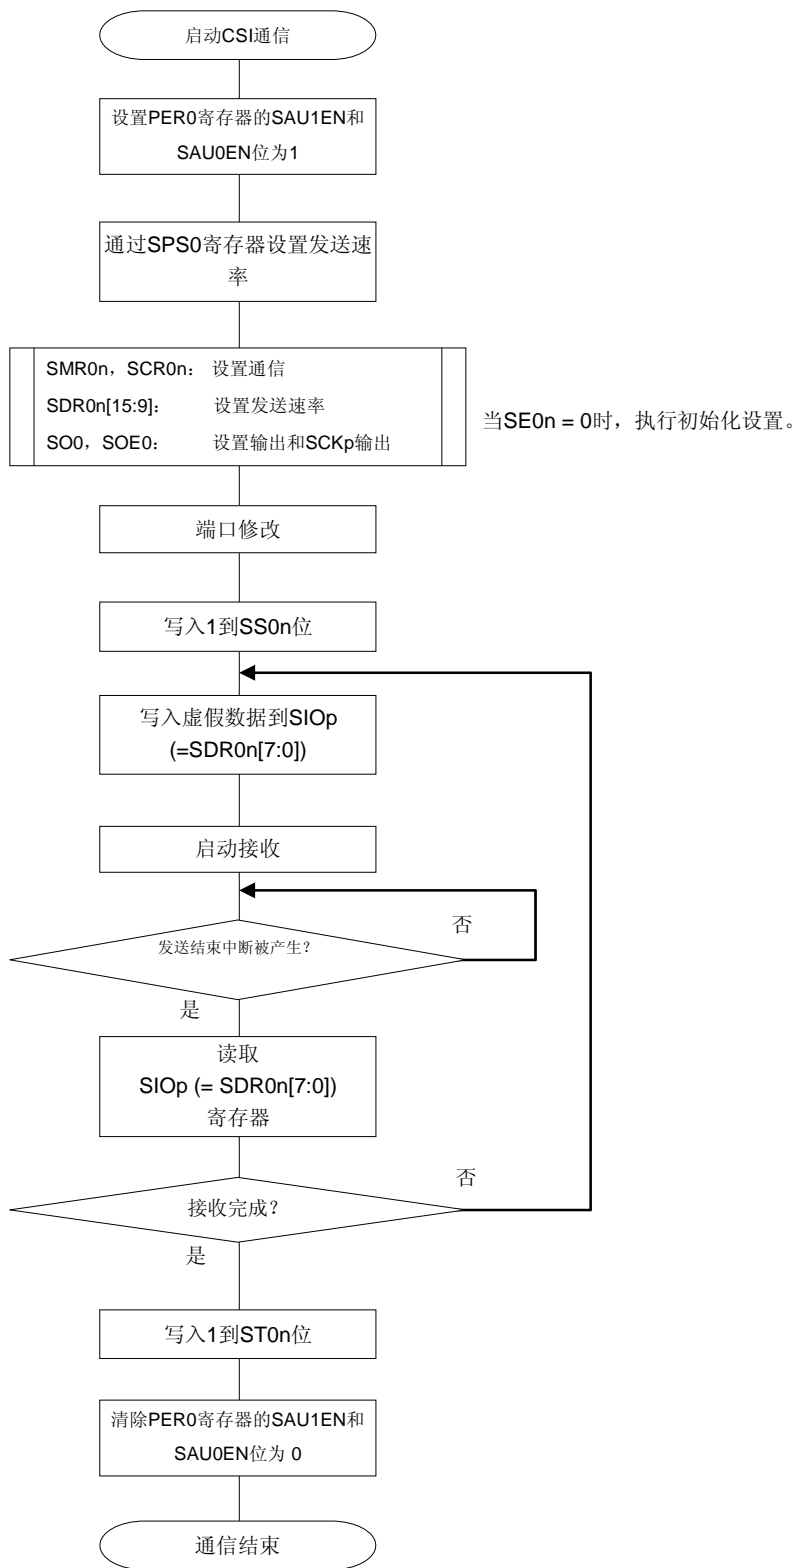 启动CSI通信
设置PER0寄存器的SAU1EN和
SAU0EN位为1
通过SPS0寄存器设置发送速
率
SMR0n，SCR0n： 设置通信
SDR0n[15:9]： 设置发送速率
SO0，SOE0： 设置输出和SCKp输出
当SE0n = 0时，执行初始化设置。
端口修改
写入1到SS0n位
写入虚假数据到SIOp
(=SDR0n[7:0])
启动接收
否
发送结束中断被产生？
是
读取
SIOp (= SDR0n[7:0])
寄存器
否
接收完成？
是
写入1到ST0n位
清除PER0寄存器的SAU1EN和
SAU0EN位为 0
通信结束